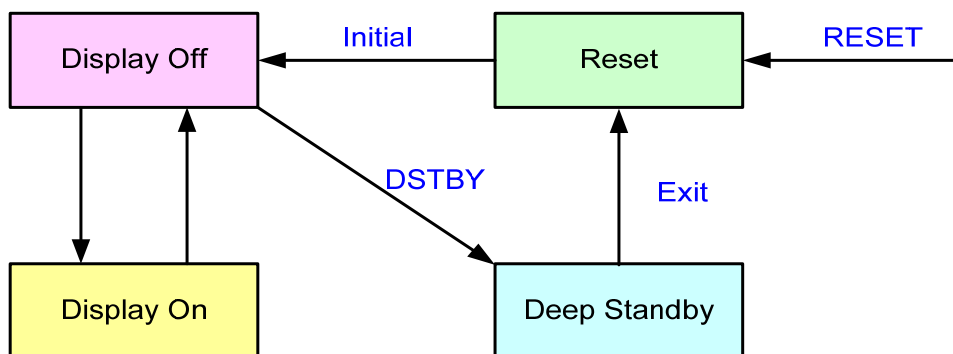 Display Off
Initial
Reset
RESET
DSTBY
Exit
Display On
Deep Standby